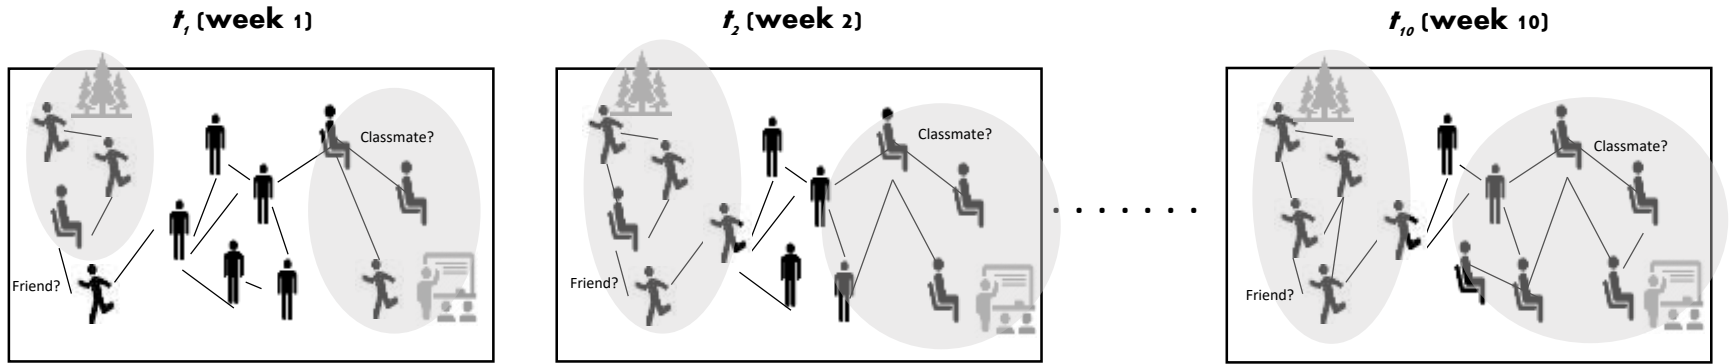 t1 (week 1)
t2 (week 2)
t10 (week 10)
Classmate?
Friend?
Classmate?
Friend?
. . . . . . .
Classmate?
Friend?